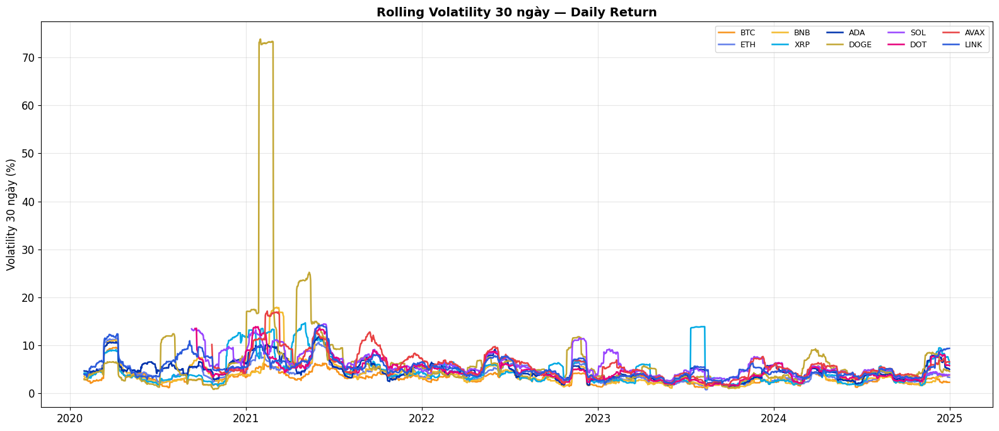 Rolling Volatility 30 ngày — Daily Return
BTC BNB ADA SOL AVAX
ETH XRP DOGE DOT LINK
Volatility 30 ngày (%)
70
60
50
40
30
20
10
0
2020 2021 2022 2023 2024 2025